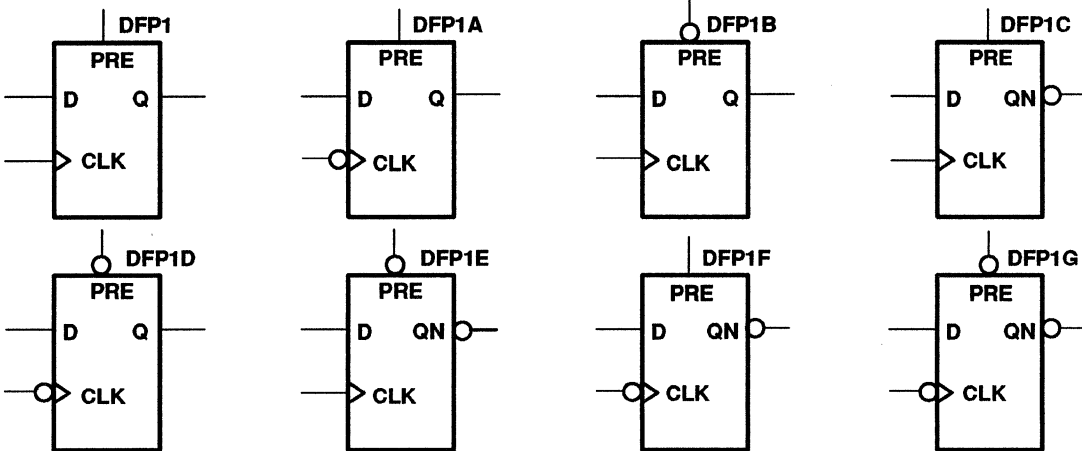 DFP1
PRE
D Q
CLK
DFP1A
PRE
D Q
CLK
DFP1B
PRE
D Q
CLK
DFP1C
PRE
D QN
CLK
DFP1D
PRE
D Q
CLK
DFP1E
PRE
D QN
CLK
DFP1F
PRE
D QN
CLK
DFP1G
PRE
D QN
CLK